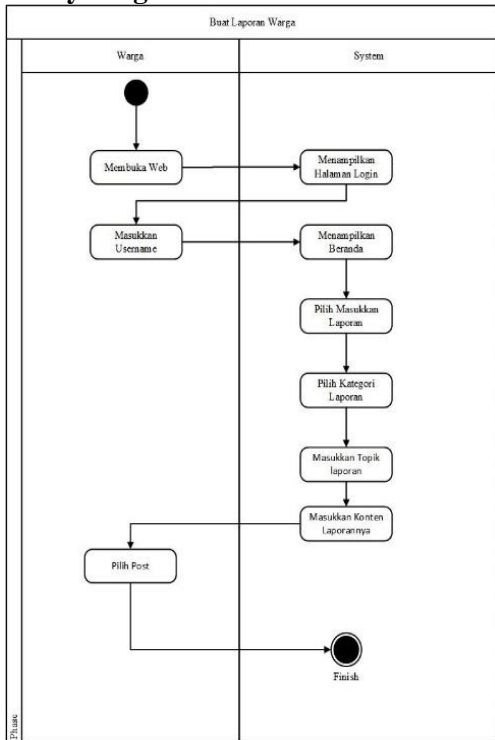 Buat Laporan Warga
Warga
System
Membuka Web
Menampilkan
Halaman Login
Masukkan
Username
Menampilkan
Beranda
Pilih Masukkan
Laporan
Pilih Kategori
Laporan
Masukkan Topik
laporan
Masukkan Konten
Laporannya
Pilih Post
Finish
Phase